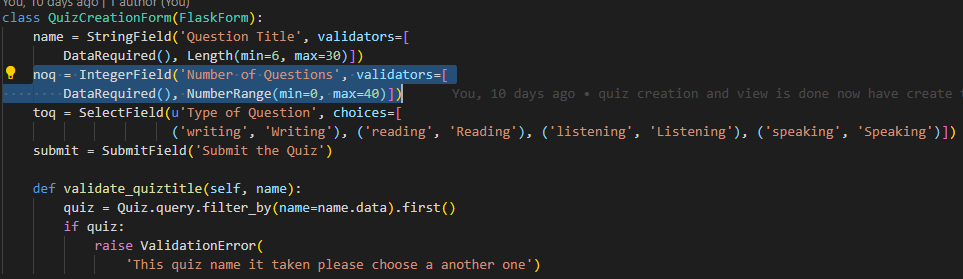 You, 10 days ago | 1 author (You)
class QuizCreationForm(FlaskForm):
    name = StringField('Question Title', validators=[
        DataRequired(), Length(min=6, max=30)])
    noq = IntegerField('Number of Questions', validators=[
        DataRequired(), NumberRange(min=0, max=40)])      You, 10 days ago • quiz creation and view is done now have create
    toq = SelectField(u'Type of Question', choices=[
                      ('writing', 'Writing'), ('reading', 'Reading'), ('listening', 'Listening'), ('speaking', 'Speaking')])
    submit = SubmitField('Submit the Quiz')
    def validate_quiztitle(self, name):
        quiz = Quiz.query.filter_by(name=name.data).first()
        if quiz:
            raise ValidationError(
                'This quiz name it taken please choose a another one')